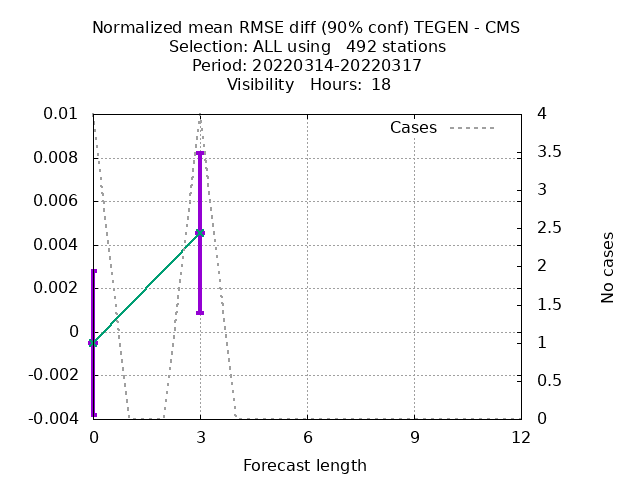 Normalized mean RMSE diff (90% conf) TEGEN - CMS
Selection: ALL using   492 stations
Period: 20220314-20220317
Visibility   Hours:  18
Cases
0.01
0.008
0.006
0.004
0.002
0
-0.002
-0.004
4
3.5
3
2.5
2
1.5
1
0.5
0
No cases
0 3 6 9 12
Forecast length